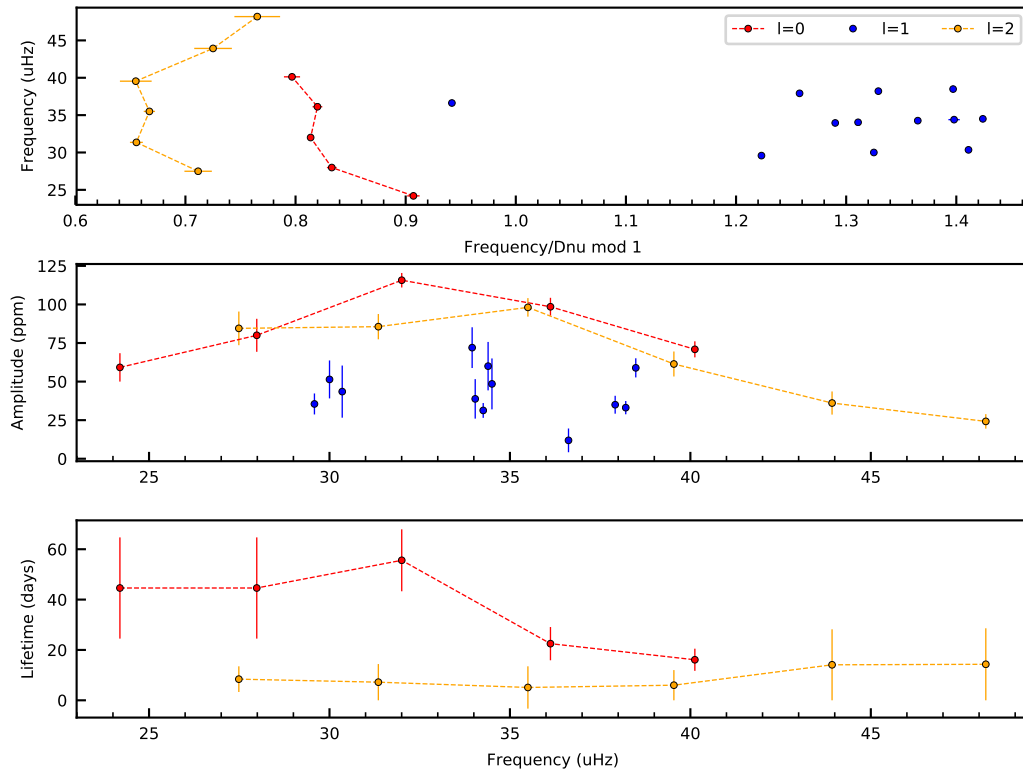 l=0 l=1 l=2
Frequency (uHz)
45
40
35
30
25
0.6 0.7 0.8 0.9 1.0 1.1 1.2 1.3 1.4
Frequency/Dnu mod 1
Amplitude (ppm)
125
100
75
50
25
0
25 30 35 40 45
Lifetime (days)
60
40
20
0
25 30 35 40 45
Frequency (uHz)